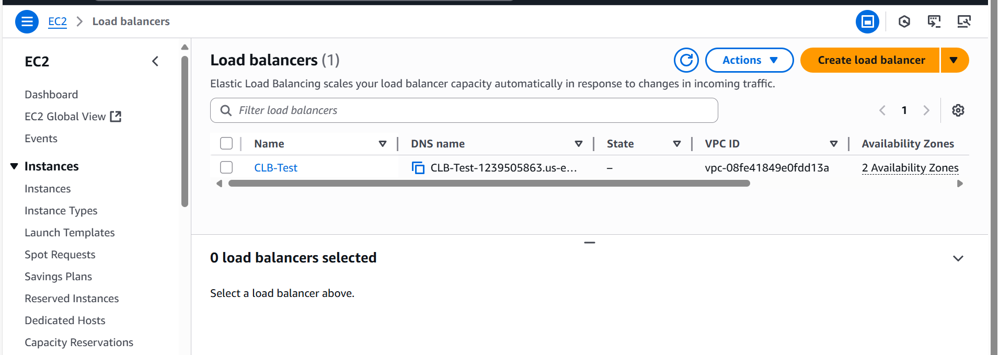 EC2 > Load balancers
EC2
Dashboard
EC2 Global View
Events
Instances
Instances
Instance Types
Launch Templates
Spot Requests
Savings Plans
Reserved Instances
Dedicated Hosts
Capacity Reservations
Load balancers (1)
Actions
Create load balancer
Elastic Load Balancing scales your load balancer capacity automatically in response to changes in incoming traffic.
Filter load balancers
1
Name DNS name State VPC ID Availability Zones
CLB-Test CLB-Test-1239505863.us-e... – vpc-08fe41849e0fdd13a 2 Availability Zones
0 load balancers selected
Select a load balancer above.